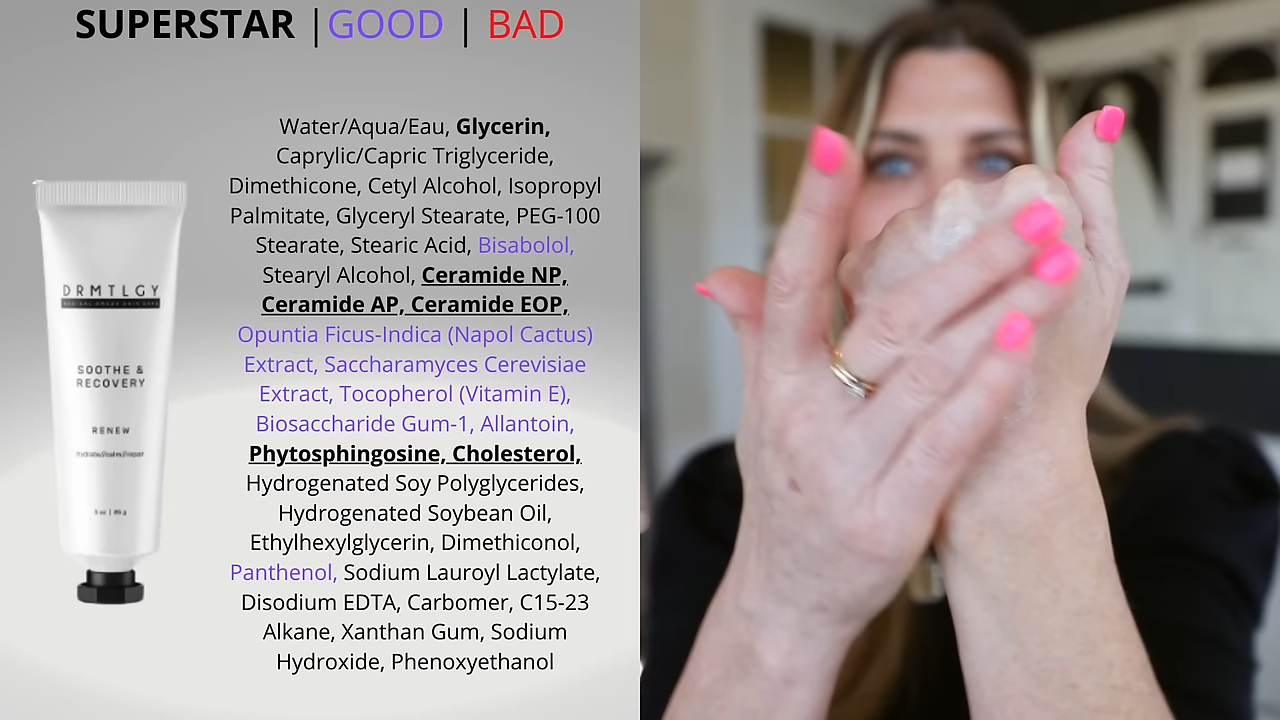 SUPERSTAR | GOOD | BAD
Water/Aqua/Eau, Glycerin,
Caprylic/Capric Triglyceride,
Dimethicone, Cetyl Alcohol, Isopropyl
Palmitate, Glyceryl Stearate, PEG-100
Stearate, Stearic Acid, Bisabolol,
Stearyl Alcohol, Ceramide NP,
Ceramide AP, Ceramide EOP,
Opuntia Ficus-Indica (Napol Cactus)
Extract, Saccharamyces Cerevisiae
Extract, Tocopherol (Vitamin E),
Biosaccharide Gum-1, Allantoin,
Phytosphingosine, Cholesterol,
Hydrogenated Soy Polyglycerides,
Hydrogenated Soybean Oil,
Ethylhexylglycerin, Dimethiconol,
Panthenol, Sodium Lauroyl Lactylate,
Disodium EDTA, Carbomer, C15-23
Alkane, Xanthan Gum, Sodium
Hydroxide, Phenoxyethanol
DRMTLGY
SOOTHE &
RECOVERY
RENEW
hydrate//calm//repair